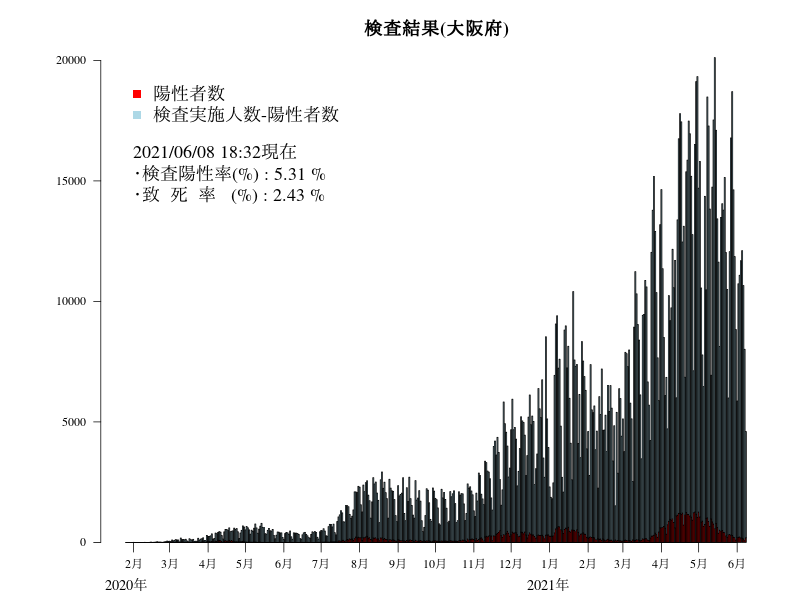 検査結果(大阪府)
20000
15000
10000
5000
0
陽性者数
検査実施人数-陽性者数
2021/06/08 18:32現在
・検査陽性率(%) : 5.31 %
・致 死 率 (%) : 2.43 %
2月 3月 4月 5月 6月 7月 8月 9月 10月 11月 12月 1月 2月 3月 4月 5月 6月
2020年 2021年